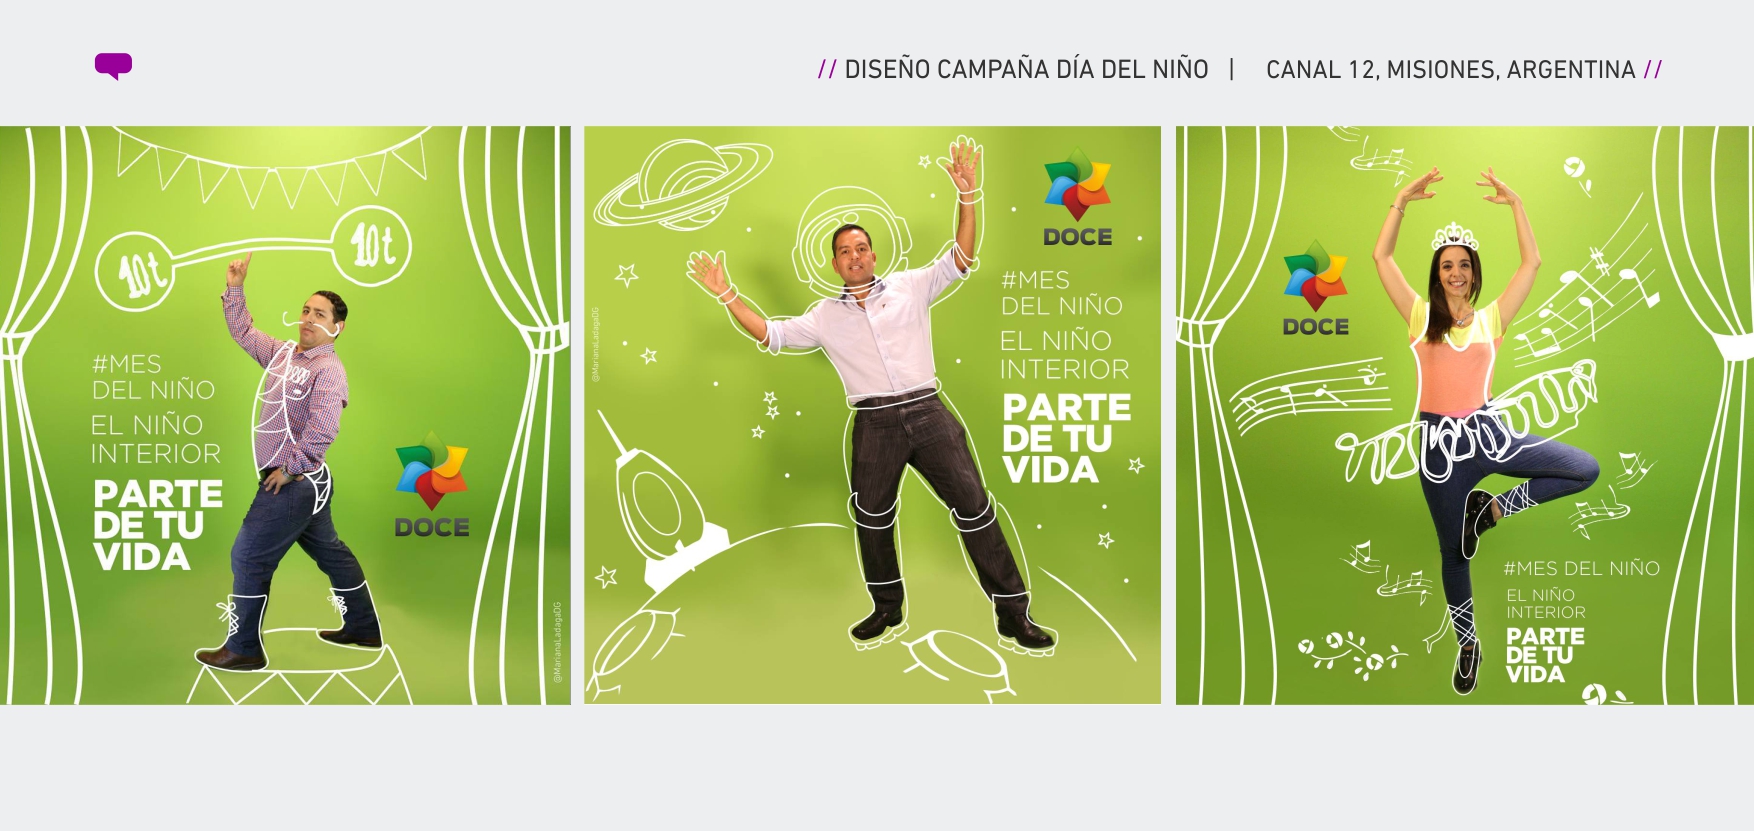 // DISEÑO CAMPAÑA DÍA DEL NIÑO | CANAL 12, MISIONES, ARGENTINA //
10t
10t
#MES
DEL NIÑO
EL NIÑO
INTERIOR
PARTE
DE TU
VIDA
DOCE
@MarianaLadagaDG
@MarianaLadagaDG
DOCE
#MES
DEL NIÑO
EL NIÑO
INTERIOR
PARTE
DE TU
VIDA
DOCE
#MES DEL NIÑO
EL NIÑO
INTERIOR
PARTE
DE TU
VIDA